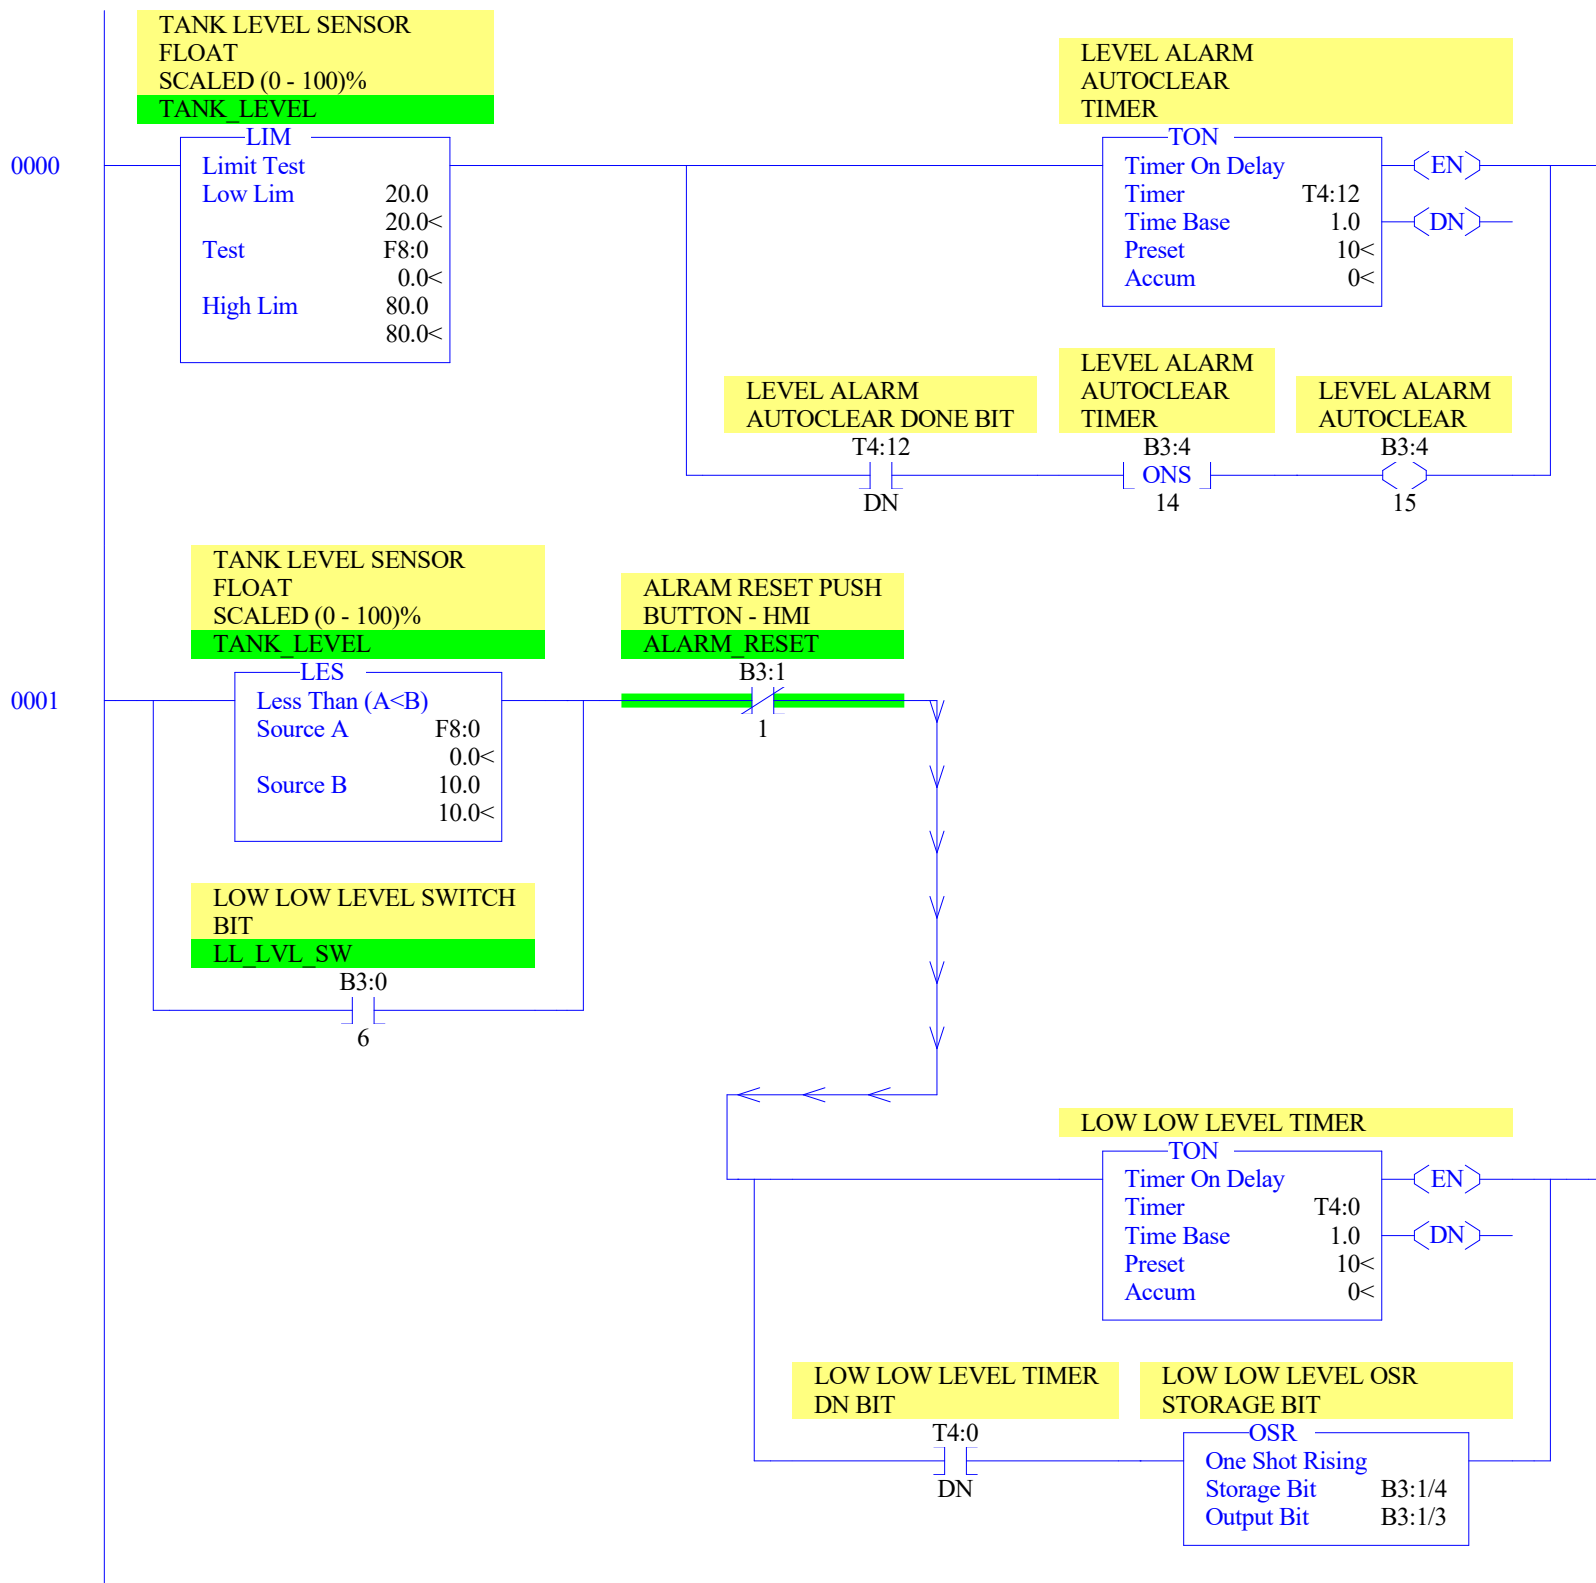 TANK LEVEL SENSOR
FLOAT
SCALED (0 - 100)%
TANK_LEVEL
LEVEL ALARM
AUTOCLEAR
TIMER
0000
LIM
Limit Test
Low Lim 20.0
20.0<
Test F8:0
0.0<
High Lim 80.0
80.0<
TON
Timer On Delay
Timer T4:12
Time Base 1.0
Preset 10<
Accum 0<
EN
DN
LEVEL ALARM
AUTOCLEAR DONE BIT
T4:12
DN
LEVEL ALARM
AUTOCLEAR
TIMER
B3:4
ONS
14
LEVEL ALARM
AUTOCLEAR
B3:4
15
TANK LEVEL SENSOR
FLOAT
SCALED (0 - 100)%
TANK_LEVEL
ALRAM RESET PUSH
BUTTON - HMI
ALARM_RESET
B3:1
1
0001
LES
Less Than (A<B)
Source A F8:0
0.0<
Source B 10.0
10.0<
LOW LOW LEVEL SWITCH
BIT
LL_LVL_SW
B3:0
6
LOW LOW LEVEL TIMER
TON
Timer On Delay
Timer T4:0
Time Base 1.0
Preset 10<
Accum 0<
EN
DN
LOW LOW LEVEL TIMER
DN BIT
T4:0
DN
LOW LOW LEVEL OSR
STORAGE BIT
OSR
One Shot Rising
Storage Bit B3:1/4
Output Bit B3:1/3